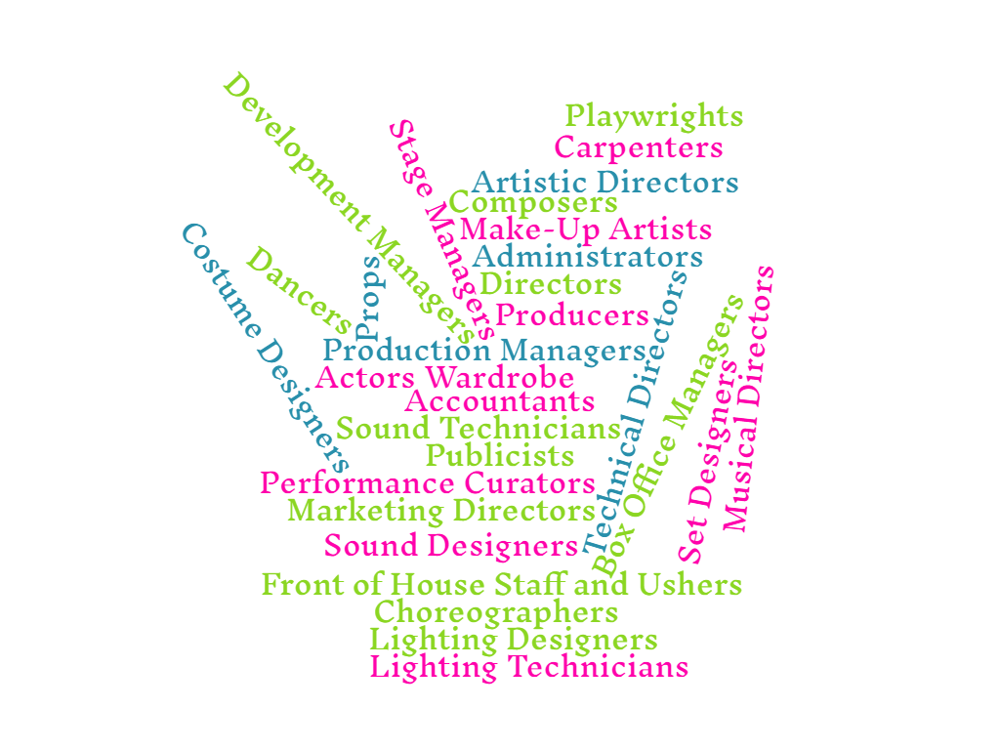 Development Managers
Stage Managers
Playwrights
Carpenters
Artistic Directors
Composers
Make-Up Artists
Administrators
Costume Designers
Dancers
Props
Directors
Producers
Production Managers
Actors Wardrobe
Accountants
Sound Technicians
Publicists
Performance Curators
Marketing Directors
Sound Designers
Technical Directors
Box Office Managers
Set Designers
Musical Directors
Front of House Staff and Ushers
Choreographers
Lighting Designers
Lighting Technicians